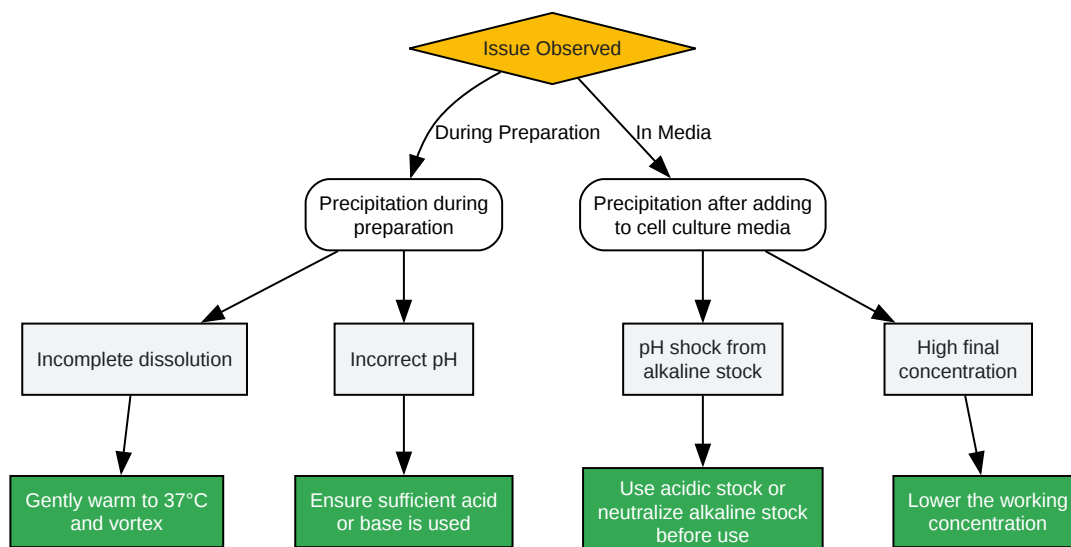 Issue Observed
During Preparation
In Media
Precipitation during
preparation
Precipitation after adding
to cell culture media
Incomplete dissolution
Incorrect pH
pH shock from
alkaline stock
High final
concentration
Gently warm to 37°C
and vortex
Ensure sufficient acid
or base is used
Use acidic stock or
neutralize alkaline stock
before use
Lower the working
concentration